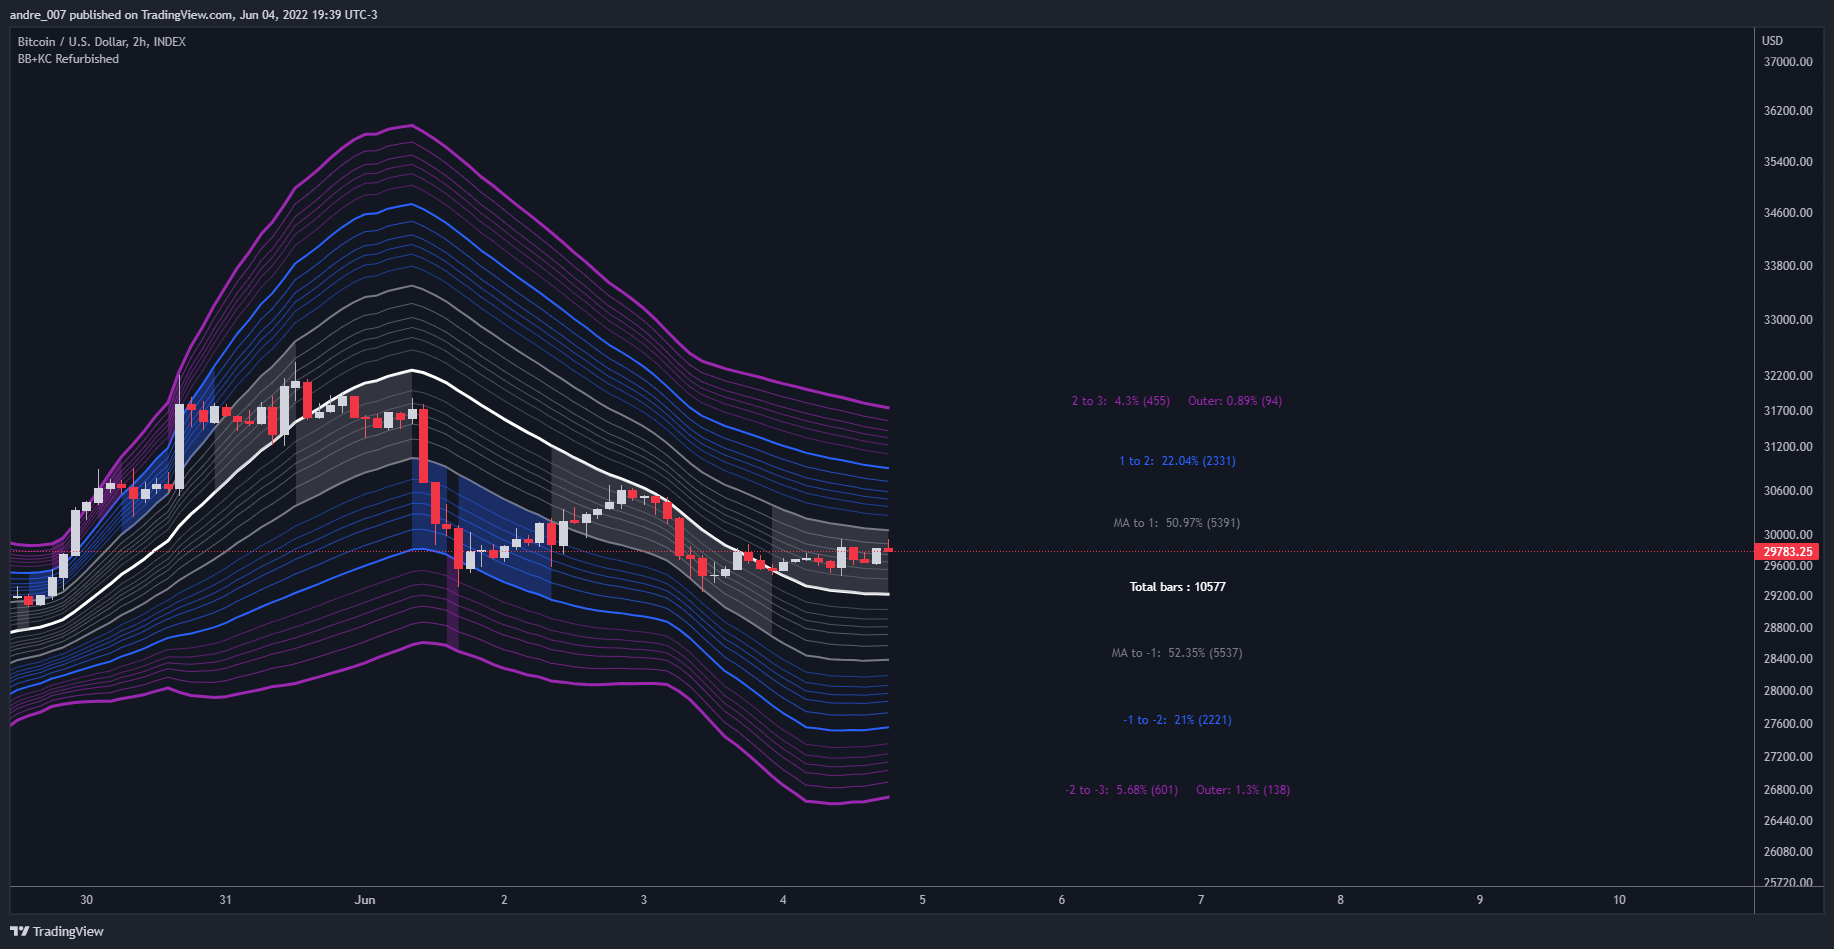 andre_007 published on TradingView.com, Jun 04, 2022 19:39 UTC-3
Bitcoin / U.S. Dollar, 2h, INDEX
BB+KC Refurbished
USD
37000.00
36200.00
35400.00
34600.00
33800.00
33000.00
32200.00
31700.00
31200.00
30600.00
30000.00
29783.25
29600.00
29200.00
28800.00
28400.00
28000.00
27600.00
27200.00
26800.00
26440.00
26080.00
25720.00
2 to 3: 4.3% (455) Outer: 0.89% (94)
1 to 2: 22.04% (2331)
MA to 1: 50.97% (5391)
Total bars : 10577
MA to -1: 52.35% (5537)
-1 to -2: 21% (2221)
-2 to -3: 5.68% (601) Outer: 1.3% (138)
30 31 Jun 2 3 4 5 6 7 8 9 10
TradingView